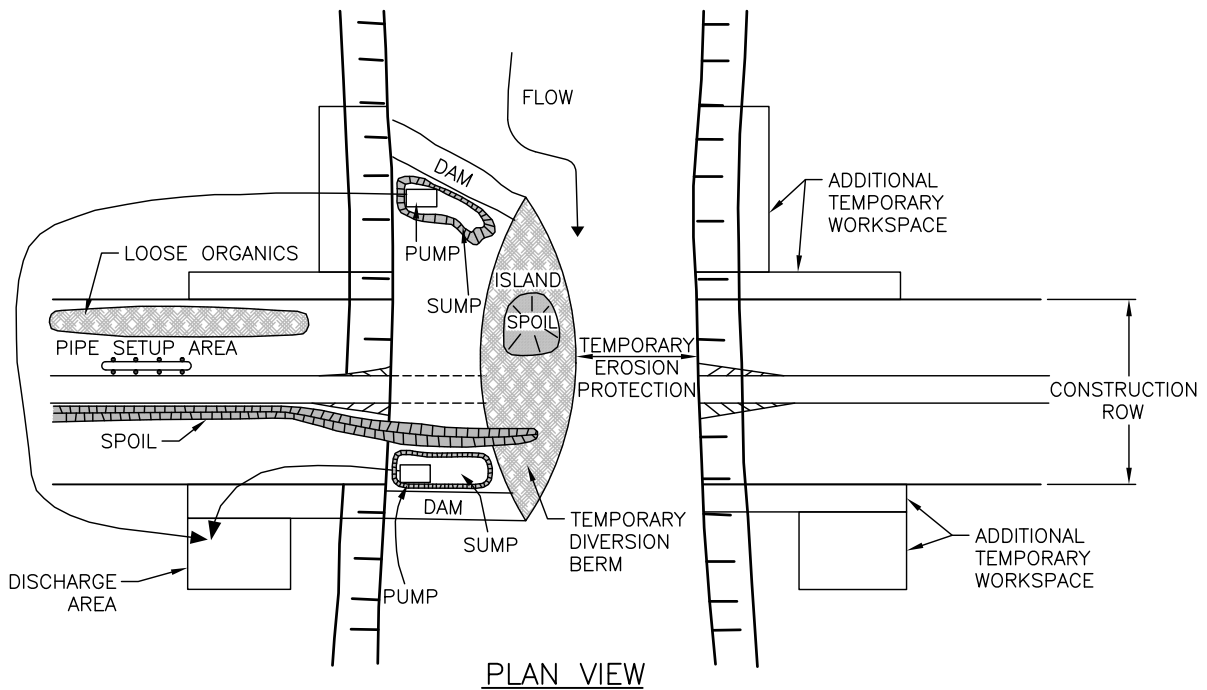 FLOW
DAM
ADDITIONAL
TEMPORARY
WORKSPACE
LOOSE ORGANICS
PUMP
SUMP
ISLAND
SPOIL
PIPE SETUP AREA
TEMPORARY
EROSION
PROTECTION
CONSTRUCTION
ROW
SPOIL
DAM
SUMP
TEMPORARY
DIVERSION
BERM
ADDITIONAL
TEMPORARY
WORKSPACE
DISCHARGE
AREA
PUMP
PLAN VIEW